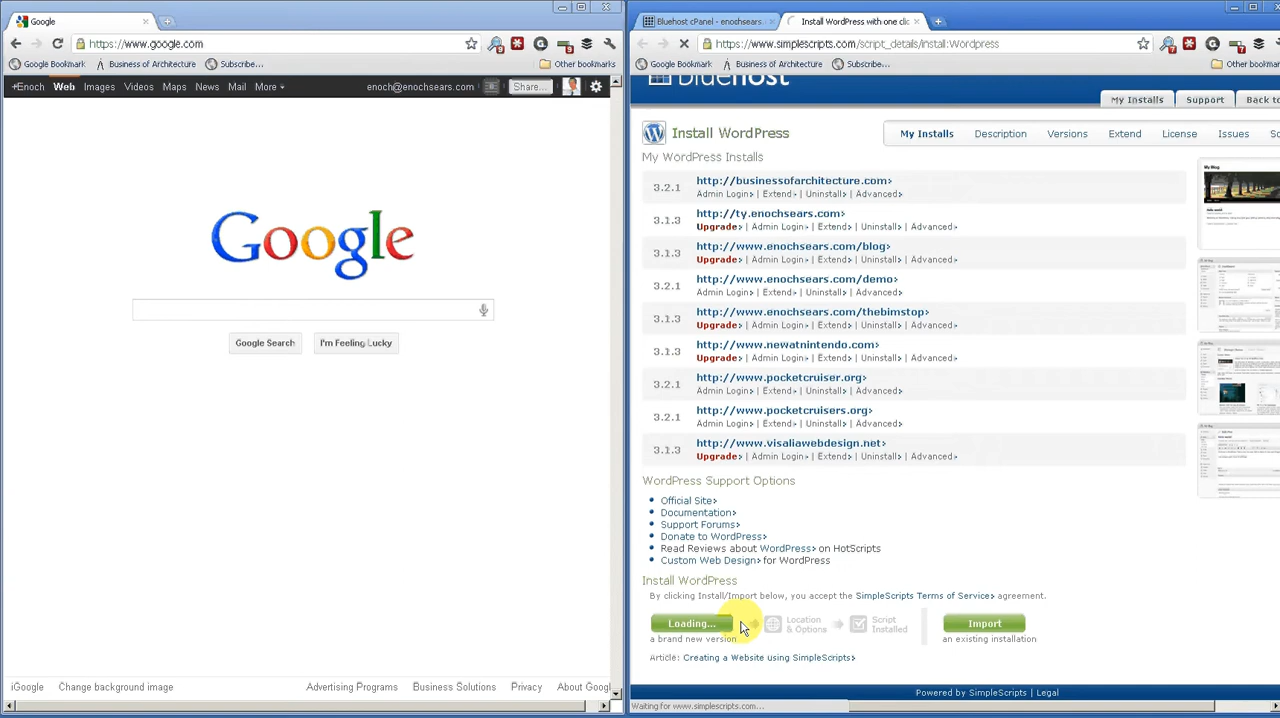 Google
https://www.google.com
Google Bookmark
Business of Architecture
Subscribe...
Other bookmarks
+Enoch Web Images Videos Maps News Mail More
enoch@enochsears.com
Share...
Google
Google Search
I'm Feeling Lucky
iGoogle
Change background image
Advertising Programs
Business Solutions
Privacy
About Goog
Bluehost cPanel - enochsears
Install WordPress with one clic
https://www.simplescripts.com/script_details/install:Wordpress
Google Bookmark
Business of Architecture
Subscribe...
Other bookmark
bluehost
My Installs
Support
Back to
Install WordPress
My Installs
Description
Versions
Extend
License
Issues
My WordPress Installs
3.2.1
http://businessofarchitecture.com>
Admin Login> | Extend> | Uninstall> | Advanced>
3.1.3
http://ty.enochsears.com>
Upgrade> | Admin Login> | Extend> | Uninstall> | Advanced>
3.1.3
http://www.enochsears.com/blog>
Upgrade> | Admin Login> | Extend> | Uninstall> | Advanced>
3.2.1
http://www.enochsears.com/demo>
Admin Login> | Extend> | Uninstall> | Advanced>
3.1.3
http://www.enochsears.com/thebimstop>
Upgrade> | Admin Login> | Extend> | Uninstall> | Advanced>
3.1.3
http://www.newatnintendo.com>
Upgrade> | Admin Login> | Extend> | Uninstall> | Advanced>
3.2.1
http://www.pocketcruiser.org>
Admin Login> | Extend> | Uninstall> | Advanced>
3.2.1
http://www.pocketcruisers.org>
Admin Login> | Extend> | Uninstall> | Advanced>
3.1.3
http://www.visaliawebdesign.net>
Upgrade> | Admin Login> | Extend> | Uninstall> | Advanced>
WordPress Support Options
Official Site>
Documentation>
Support Forums>
Donate to WordPress>
Read Reviews about WordPress> on HotScripts
Custom Web Design> for WordPress
Install WordPress
By clicking Install/Import below, you accept the SimpleScripts Terms of Service> agreement.
Loading...
a brand new version
Location
& Options
Script
Installed
Import
an existing installation
Article: Creating a Website using SimpleScripts>
Powered by SimpleScripts | Legal
Waiting for www.simplescripts.com...